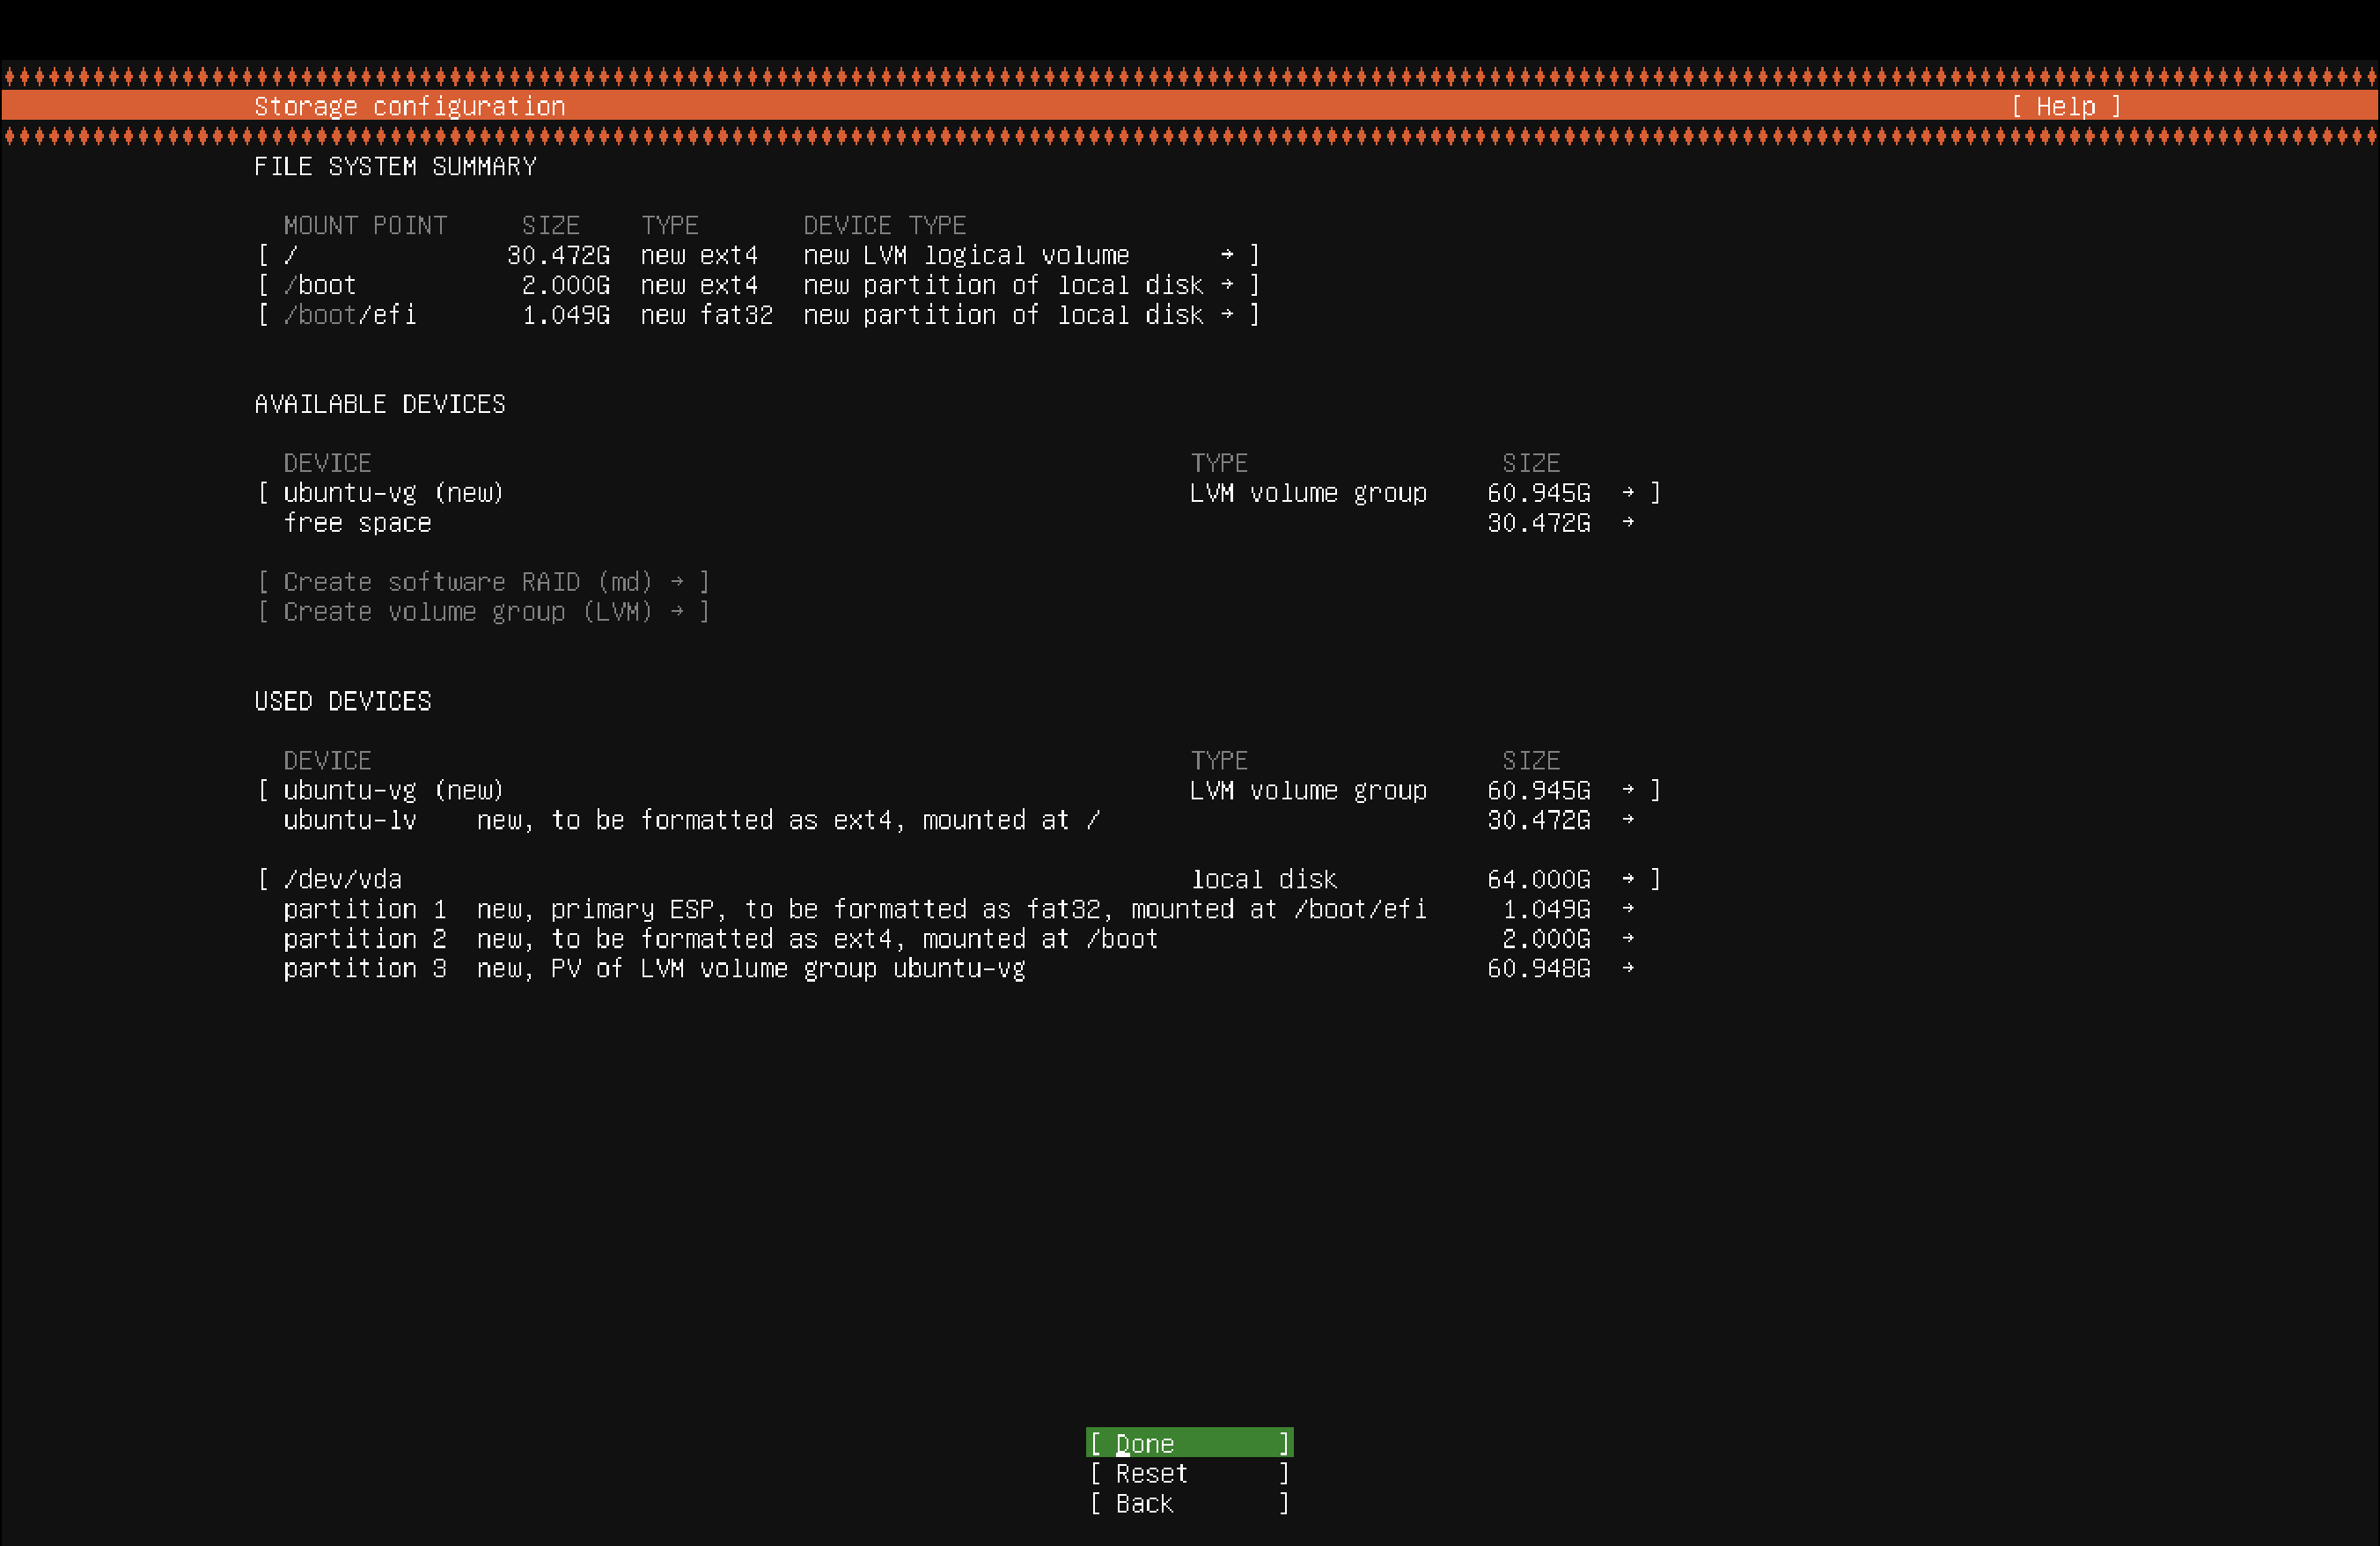 Storage configuration [ Help ]
FILE SYSTEM SUMMARY
MOUNT POINT SIZE TYPE DEVICE TYPE
[ / 30.472G new ext4 new LVM logical volume → ]
[ /boot 2.000G new ext4 new partition of local disk → ]
[ /boot/efi 1.049G new fat32 new partition of local disk → ]
AVAILABLE DEVICES
DEVICE TYPE SIZE
[ ubuntu-vg (new) LVM volume group 60.945G → ]
free space 30.472G →
[ Create software RAID (md) → ]
[ Create volume group (LVM) → ]
USED DEVICES
DEVICE TYPE SIZE
[ ubuntu-vg (new) LVM volume group 60.945G → ]
ubuntu-lv new, to be formatted as ext4, mounted at / 30.472G →
[ /dev/vda local disk 64.000G → ]
partition 1 new, primary ESP, to be formatted as fat32, mounted at /boot/efi 1.049G →
partition 2 new, to be formatted as ext4, mounted at /boot 2.000G →
partition 3 new, PV of LVM volume group ubuntu-vg 60.948G →
[ Done ]
[ Reset ]
[ Back ]